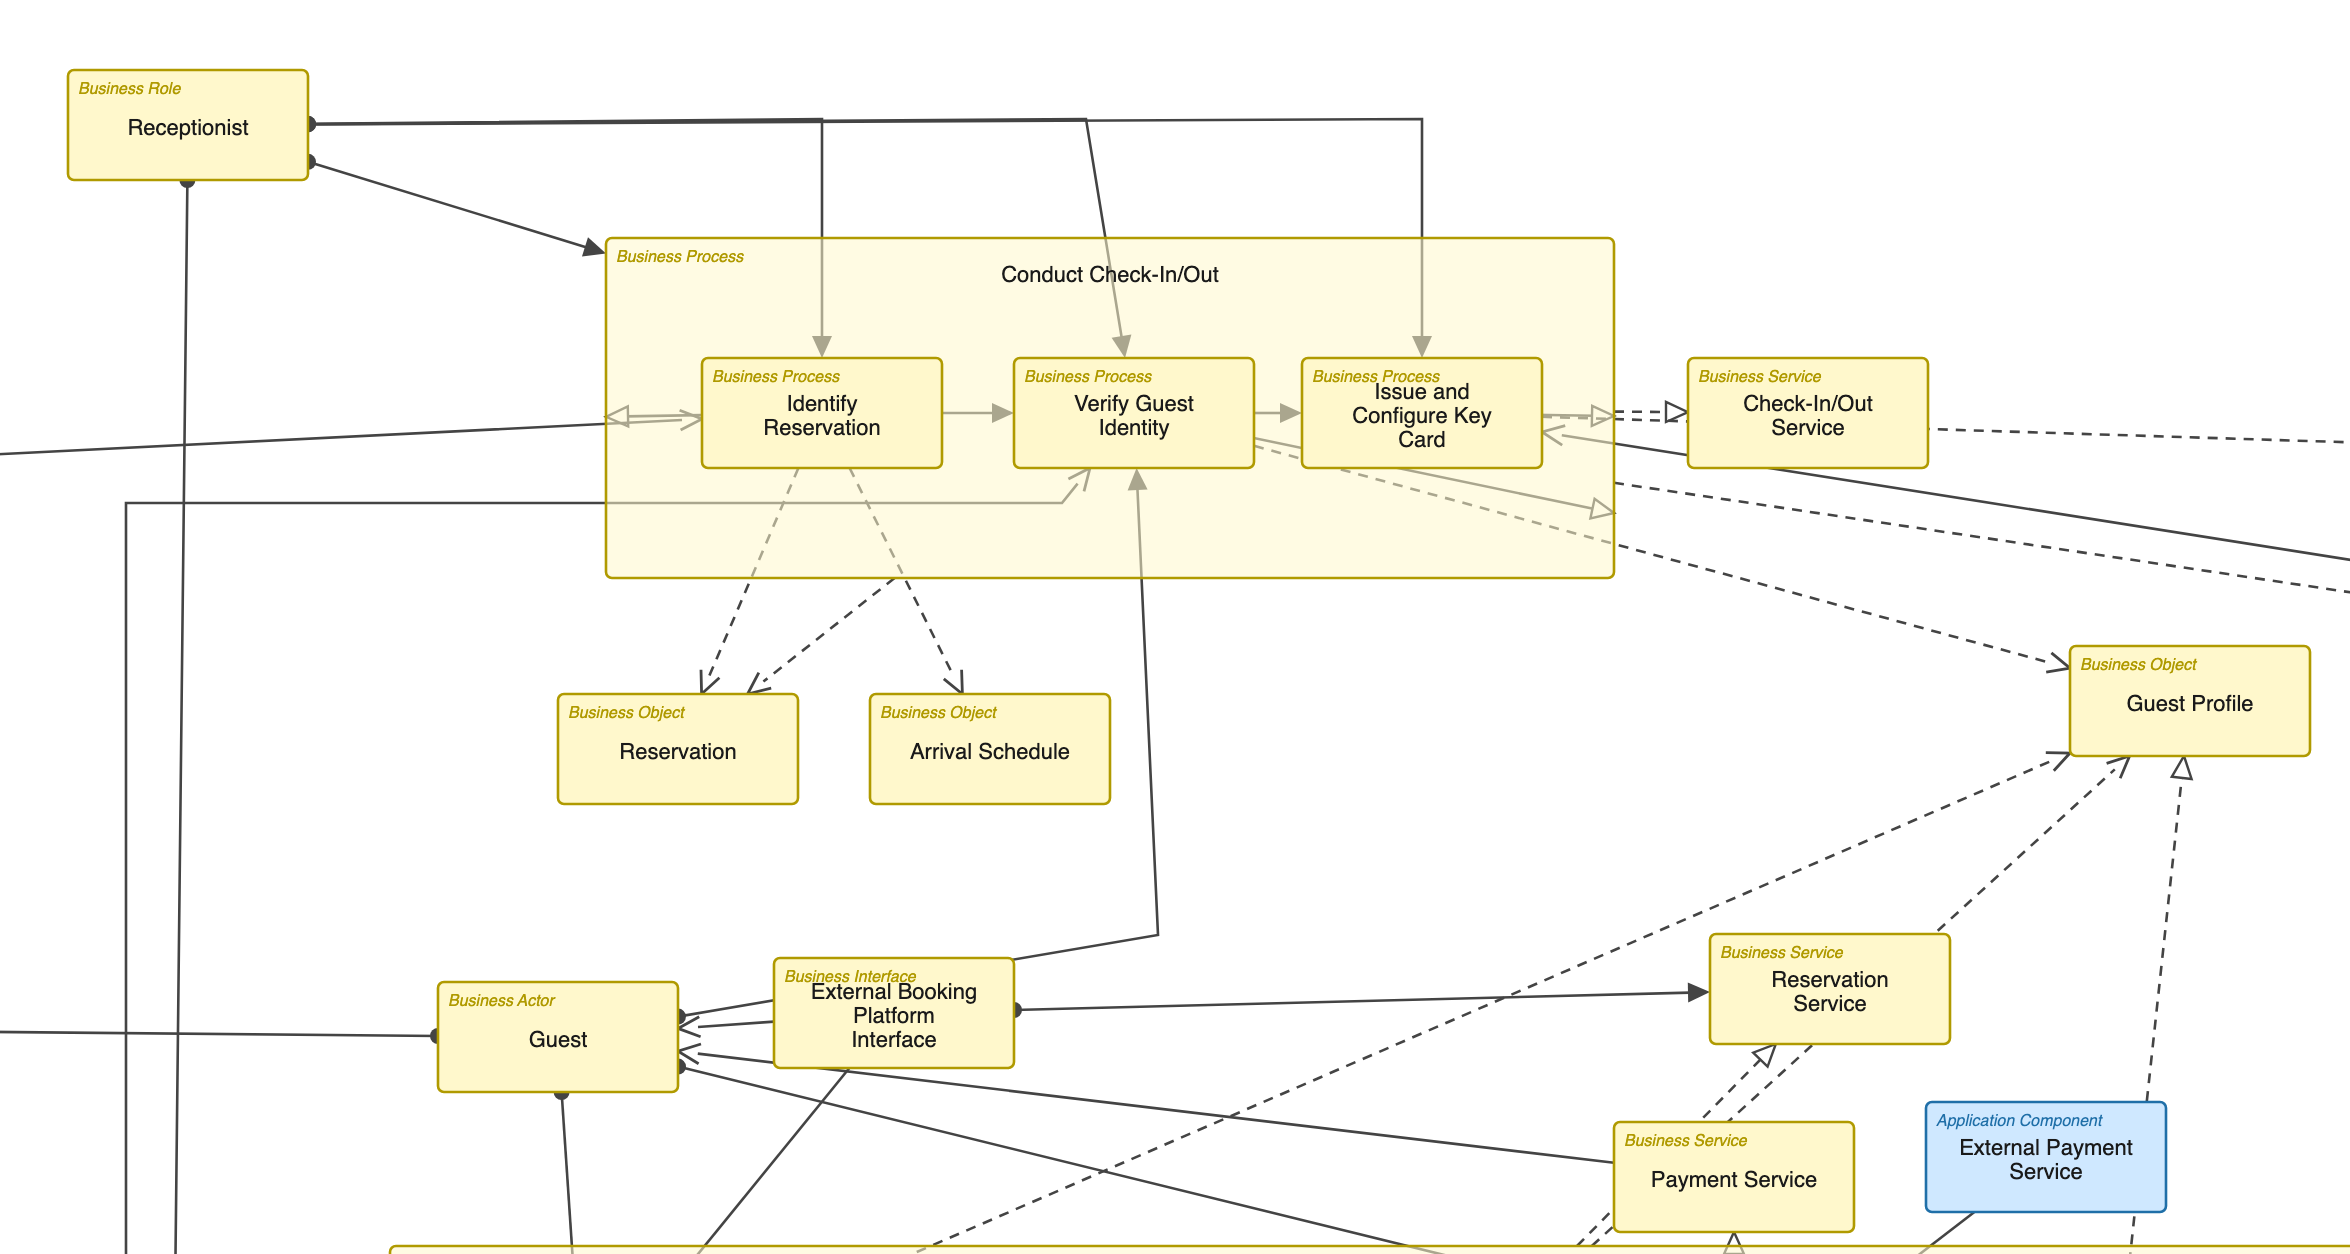 Business Role
Receptionist
Business Process
Conduct Check-In/Out
Business Process
Identify
Reservation
Business Process
Verify Guest
Identity
Business Process
Issue and
Configure Key
Card
Business Service
Check-In/Out
Service
Business Object
Reservation
Business Object
Arrival Schedule
Business Object
Guest Profile
Business Actor
Guest
Business Interface
External Booking
Platform
Interface
Business Service
Reservation
Service
Business Service
Payment Service
Application Component
External Payment
Service